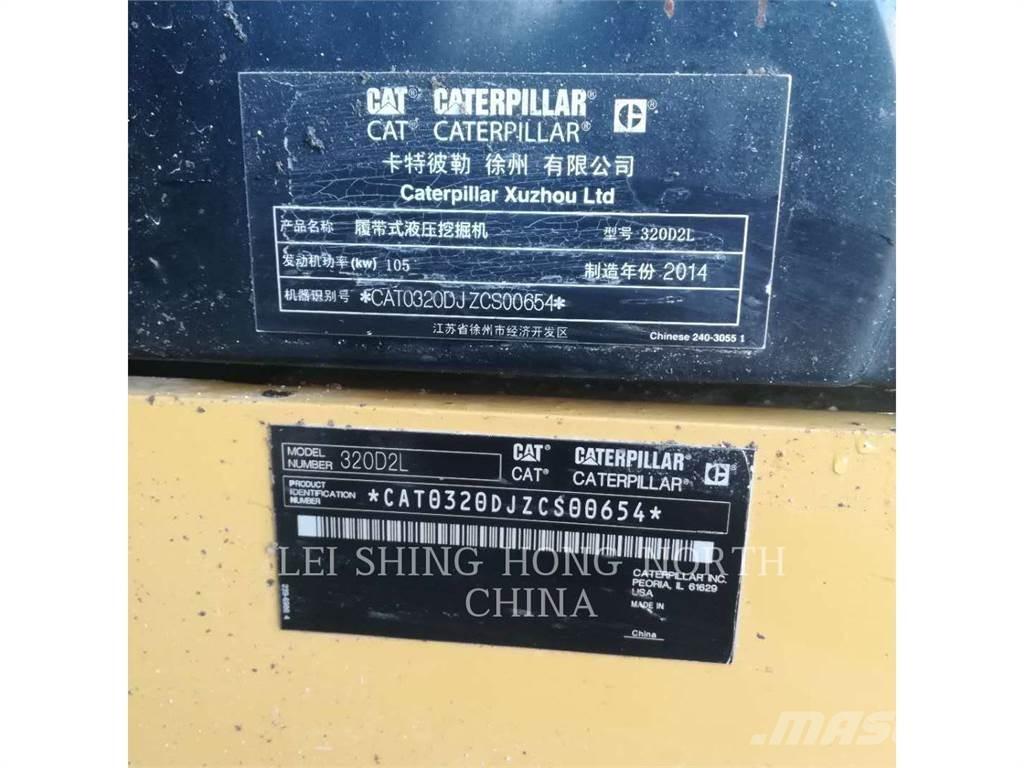 CAT® CATERPILLAR®
CAT® CATERPILLAR®
卡特彼勒 徐州 有限公司
Caterpillar Xuzhou Ltd
产品名称 履带式液压挖掘机 型号 320D2L
发动机功率(kw) 105 制造年份 2014
机器识别号 *CAT0320DJZCS00654*
江苏省徐州市经济开发区 Chinese 240-3055 1
MODEL NUMBER 320D2L
CAT® CATERPILLAR®
CAT® CATERPILLAR®
PRODUCT IDENTIFICATION NUMBER *CAT0320DJZCS00654*
LEI SHING HONG NORTH
CHINA
CATERPILLAR INC.
PEORIA, IL 61629
USA
MADE IN
China